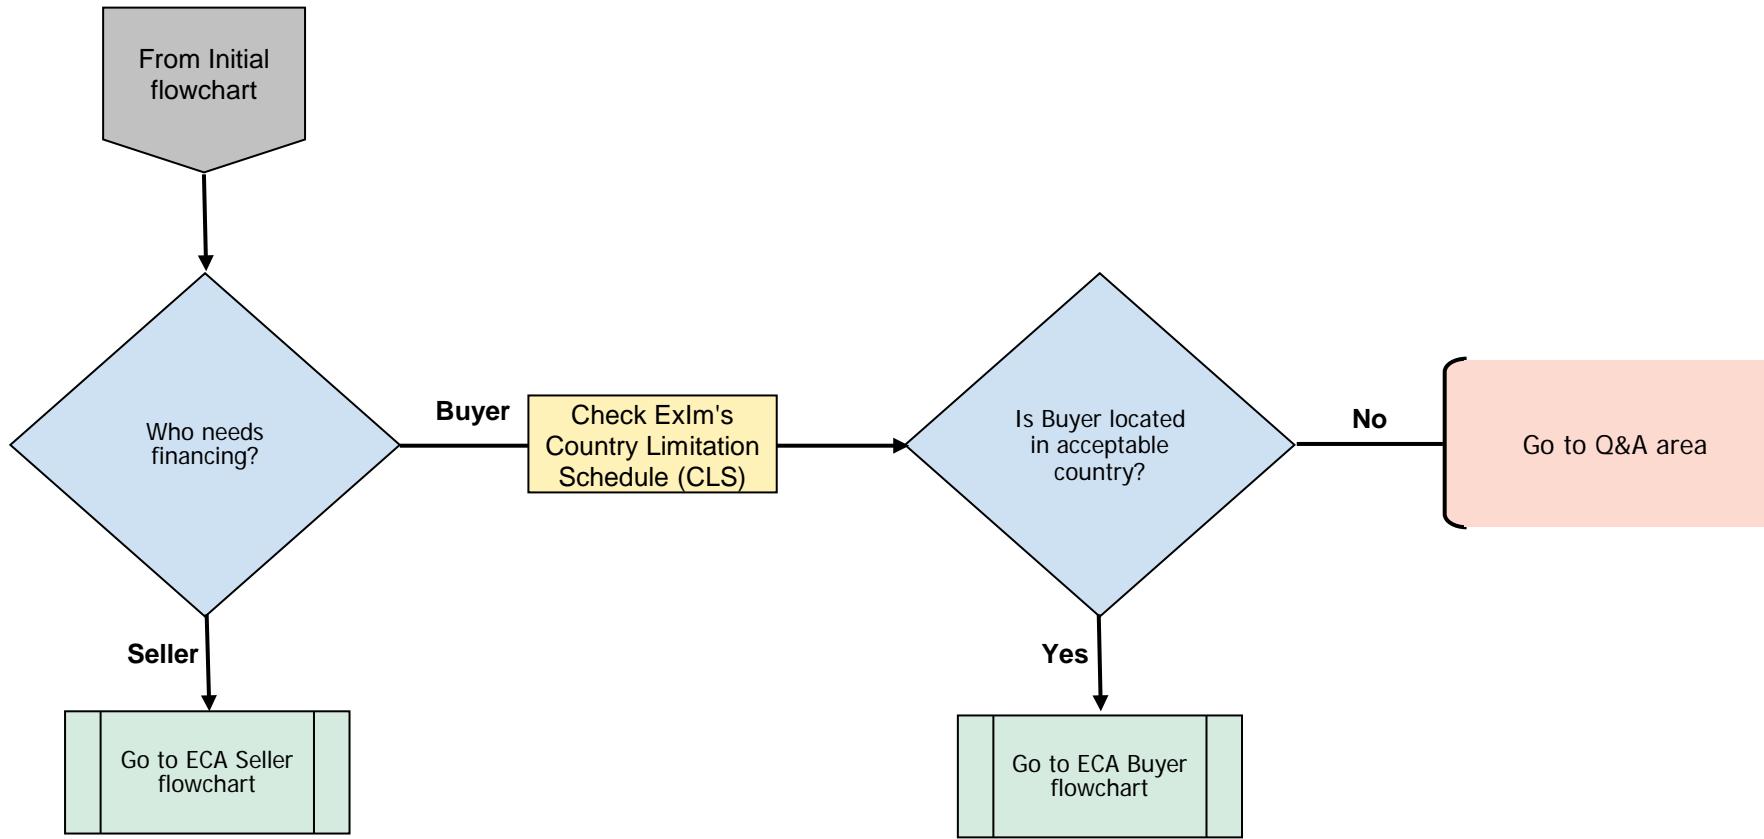 From Initial
flowchart
Who needs
financing?
Buyer
Check ExIm's
Country Limitation
Schedule (CLS)
Is Buyer located
in acceptable
country?
No
Go to Q&A area
Seller
Yes
Go to ECA Seller
flowchart
Go to ECA Buyer
flowchart